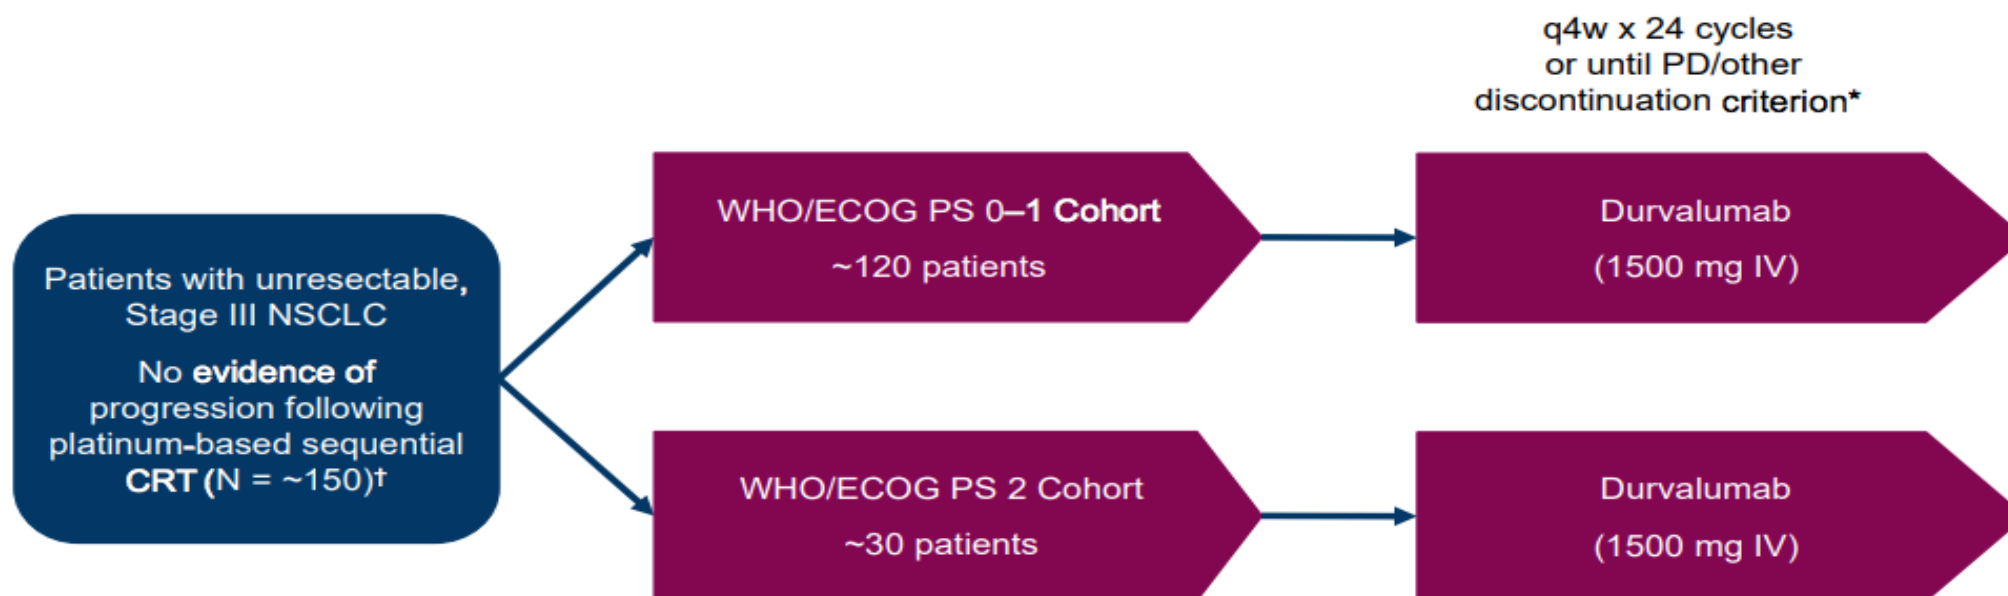 q4w x 24 cycles
or until PD/other
discontinuation criterion*
Patients with unresectable,
Stage III NSCLC
No evidence of
progression following
platinum-based sequential
CRT (N = ~150)†
WHO/ECOG PS 0–1 Cohort
~120 patients
Durvalumab
(1500 mg IV)
WHO/ECOG PS 2 Cohort
~30 patients
Durvalumab
(1500 mg IV)